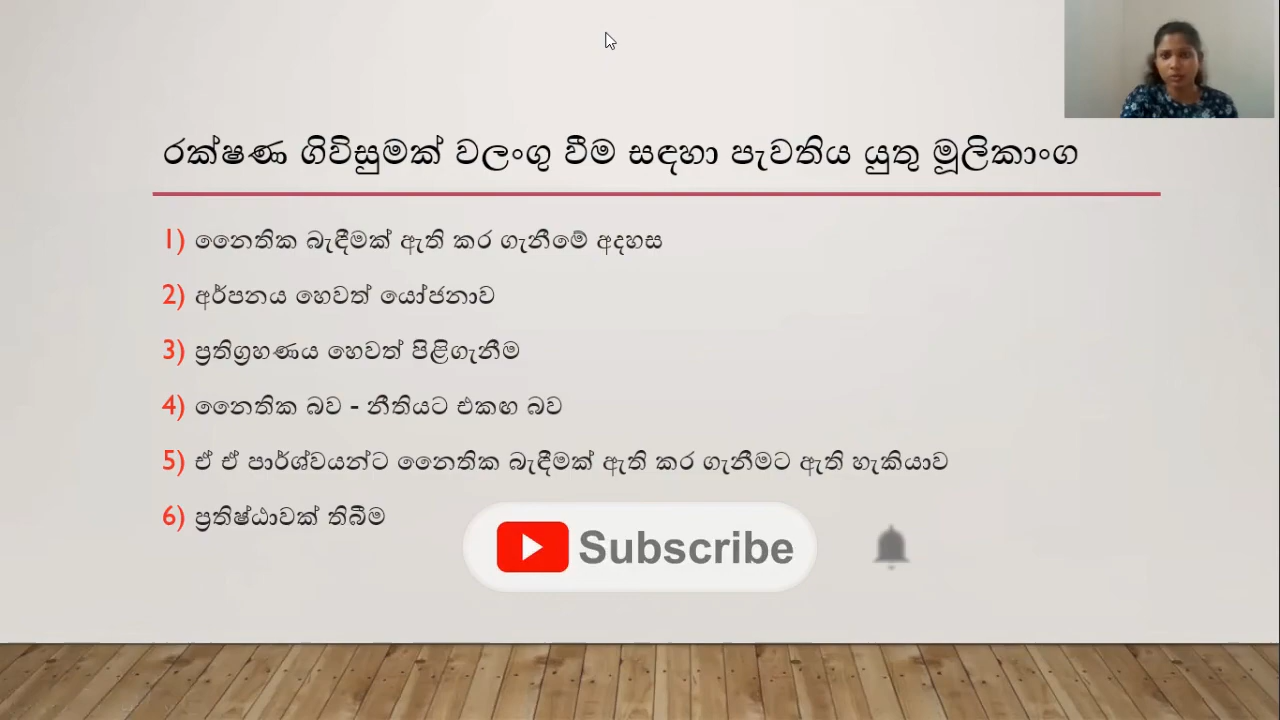 රක්ෂණ ගිවිසුමක් වලංගු වීම සඳහා පැවතිය යුතු මූලිකාංග
1) නෛතික බැඳීමක් ඇති කර ගැනීමේ අදහස
2) අර්පනය හෙවත් යෝජනාව
3) ප්‍රතිග්‍රහණය හෙවත් පිළිගැනීම
4) නෛතික බව - නීතියට එකඟ බව
5) ඒ ඒ පාර්ශ්වයන්ට නෛතික බැඳීමක් ඇති කර ගැනීමට ඇති හැකියාව
6) ප්‍රතිෂ්ඨාවක් තිබීම
Subscribe